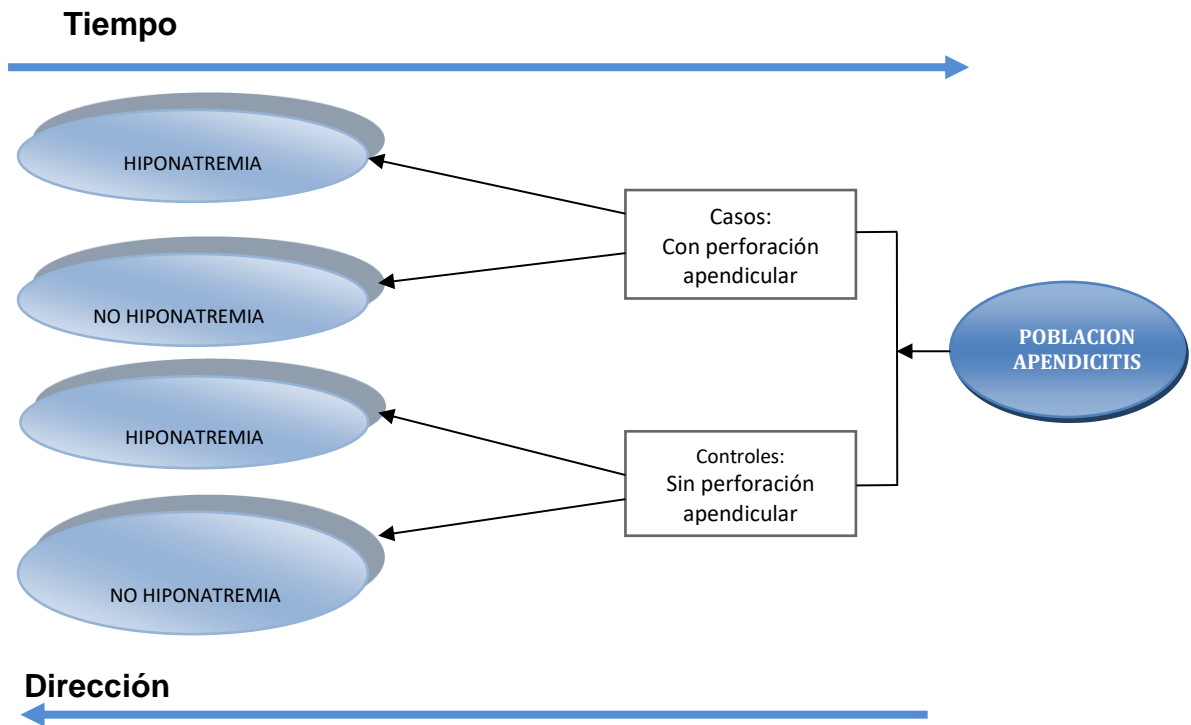 Tiempo
HIPONATREMIA
NO HIPONATREMIA
HIPONATREMIA
NO HIPONATREMIA
Casos:
Con perforación
apendicular
Controles:
Sin perforación
apendicular
POBLACION
APENDICITIS
Dirección